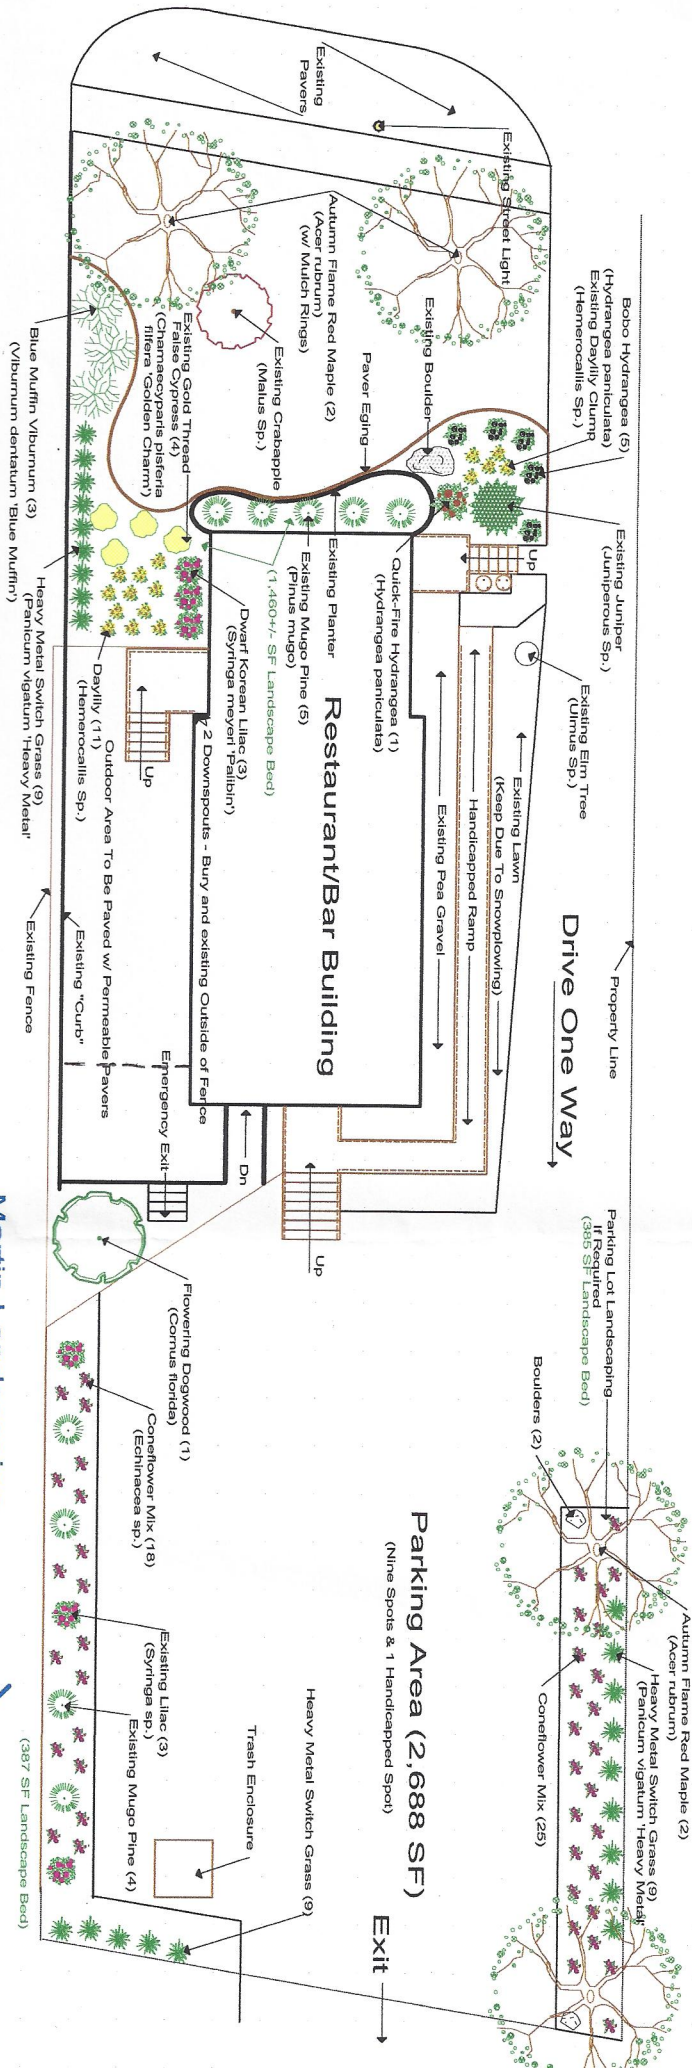 Existing
Pavers
Existing Street Light
Autumn Flame Red Maple (2)
(Acer rubrum)
(w/ Mulch Rings)
Existing Crabapple
(Malus Sp.)
Existing Gold Thread
False Cypress (4)
(Chamaecyparis pisferia
filfera 'Golden Charm')
Blue Muffin Viburnum (3)
(Viburnum dentatum 'Blue Muffin')
Heavy Metal Switch Grass (9)
(Panicum vigatum 'Heavy Metal'
Bobo Hydrangea (5)
(Hydrangea paniculata)
Existing Daylily Clump
(Hemerocallis Sp.)
Existing Juniper
(Juniperous Sp.)
Existing Boulder
Paver Eging
Existing Planter
Existing Mugo Pine (5)
(Pinus mugo)
(1,460+/- SF Landscape Bed)
Quick-Fire Hydrangea (1)
(Hydrangea paniculata)
Dwarf Korean Lilac (3)
(Syringa meyeri 'Palibin')
Daylily (11)
(Hemerocallis Sp.)
Up
Existing Elm Tree
(Ulmus Sp.)
Existing Lawn
(Keep Due To Snowplowing)
Handicapped Ramp
Existing Pea Gravel
Restaurant/Bar Building
2 Downspouts - Bury and existing Outside of Fence
Up
Outdoor Area To Be Paved w/ Permeable Pavers
Existing "Curb"
Existing Fence
Emergency Exit
Dn
Up
Drive One Way
Property Line
Parking Lot Landscaping
If Required
(385 SF Landscape Bed)
Boulders (2)
Flowering Dogwood (1)
(Cornus florida)
Coneflower Mix (18)
(Echinacea sp.)
Parking Area (2,688 SF)
(Nine Spots & 1 Handicapped Spot)
Autumn Flame Red Maple (2)
(Acer rubrum)
Heavy Metal Switch Grass (9)
(Panicum vigatum 'Heavy Metal'
Coneflower Mix (25)
Existing Lilac (3)
(Syringa sp.)
Existing Mugo Pine (4)
Heavy Metal Switch Grass (9)
Trash Enclosure
Exit
(387 SF Landscape Bed)